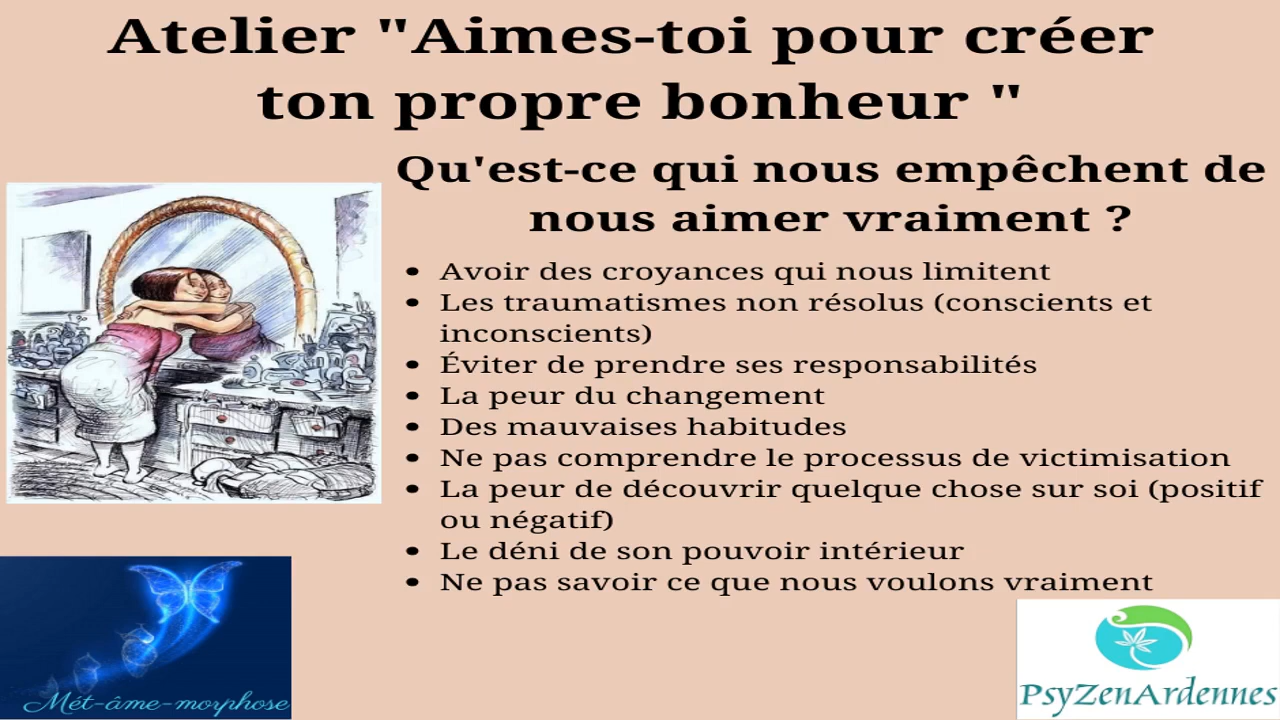 Atelier "Aimes-toi pour créer
ton propre bonheur "
Qu'est-ce qui nous empêchent de
nous aimer vraiment ?
• Avoir des croyances qui nous limitent
• Les traumatismes non résolus (conscients et
inconscients)
• Éviter de prendre ses responsabilités
• La peur du changement
• Des mauvaises habitudes
• Ne pas comprendre le processus de victimisation
• La peur de découvrir quelque chose sur soi (positif
ou négatif)
• Le déni de son pouvoir intérieur
• Ne pas savoir ce que nous voulons vraiment
Mét-âme-morphose
PsyZenArdennes